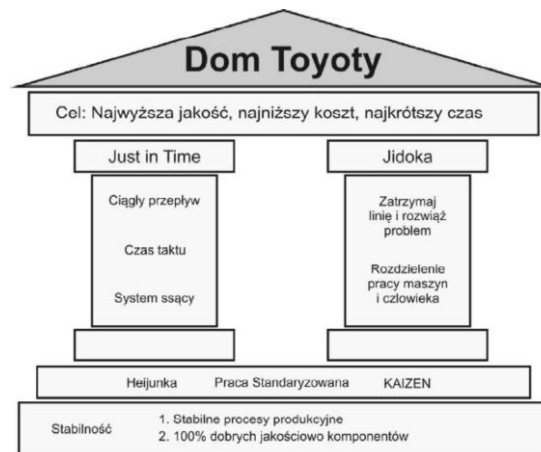 Dom Toyoty
Cel: Najwyższa jakość, najniższy koszt, najkrótszy czas
Just in Time
Ciągły przepływ
Czas taktu
System ssący
Jidoka
Zatrzymaj
linię i rozwiąż
problem
Rozdzielenie
pracy maszyn
i człowieka
Heijunka Praca Standaryzowana KAIZEN
Stabilność
1. Stabilne procesy produkcyjne
2. 100% dobrych jakościowo komponentów